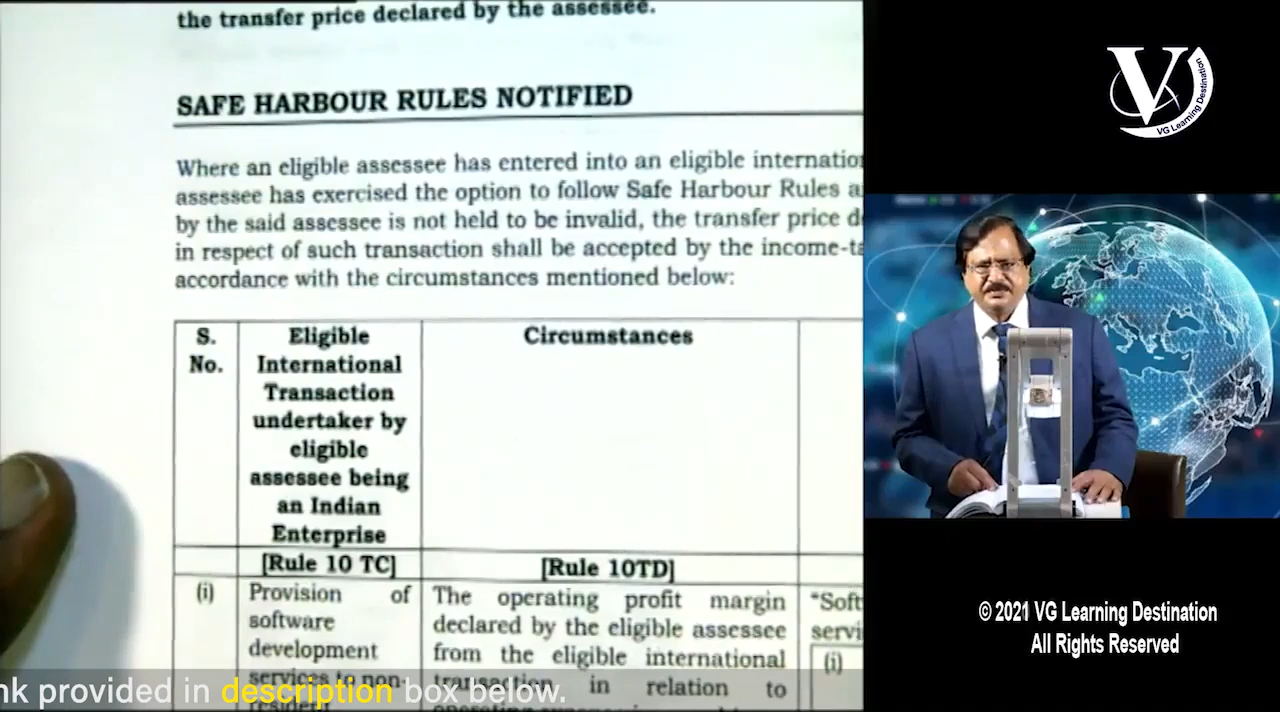 the transfer price declared by the assessee.
SAFE HARBOUR RULES NOTIFIED
Where an eligible assessee has entered into an eligible internatio
assessee has exercised the option to follow Safe Harbour Rules a
by the said assessee is not held to be invalid, the transfer price d
in respect of such transaction shall be accepted by the income-ta
accordance with the circumstances mentioned below:
S.
No.
Eligible
International
Transaction
undertaker by
eligible
assessee being
an Indian
Enterprise
Circumstances
[Rule 10 TC]
[Rule 10TD]
(i)
Provision of
software
development
services to non-
resident
The operating profit margin
declared by the eligible assessee
from the eligible international
transaction in relation to
"Soft
servi
(i)
nk provided in description box below.
V
VG Learning Destination
© 2021 VG Learning Destination
All Rights Reserved